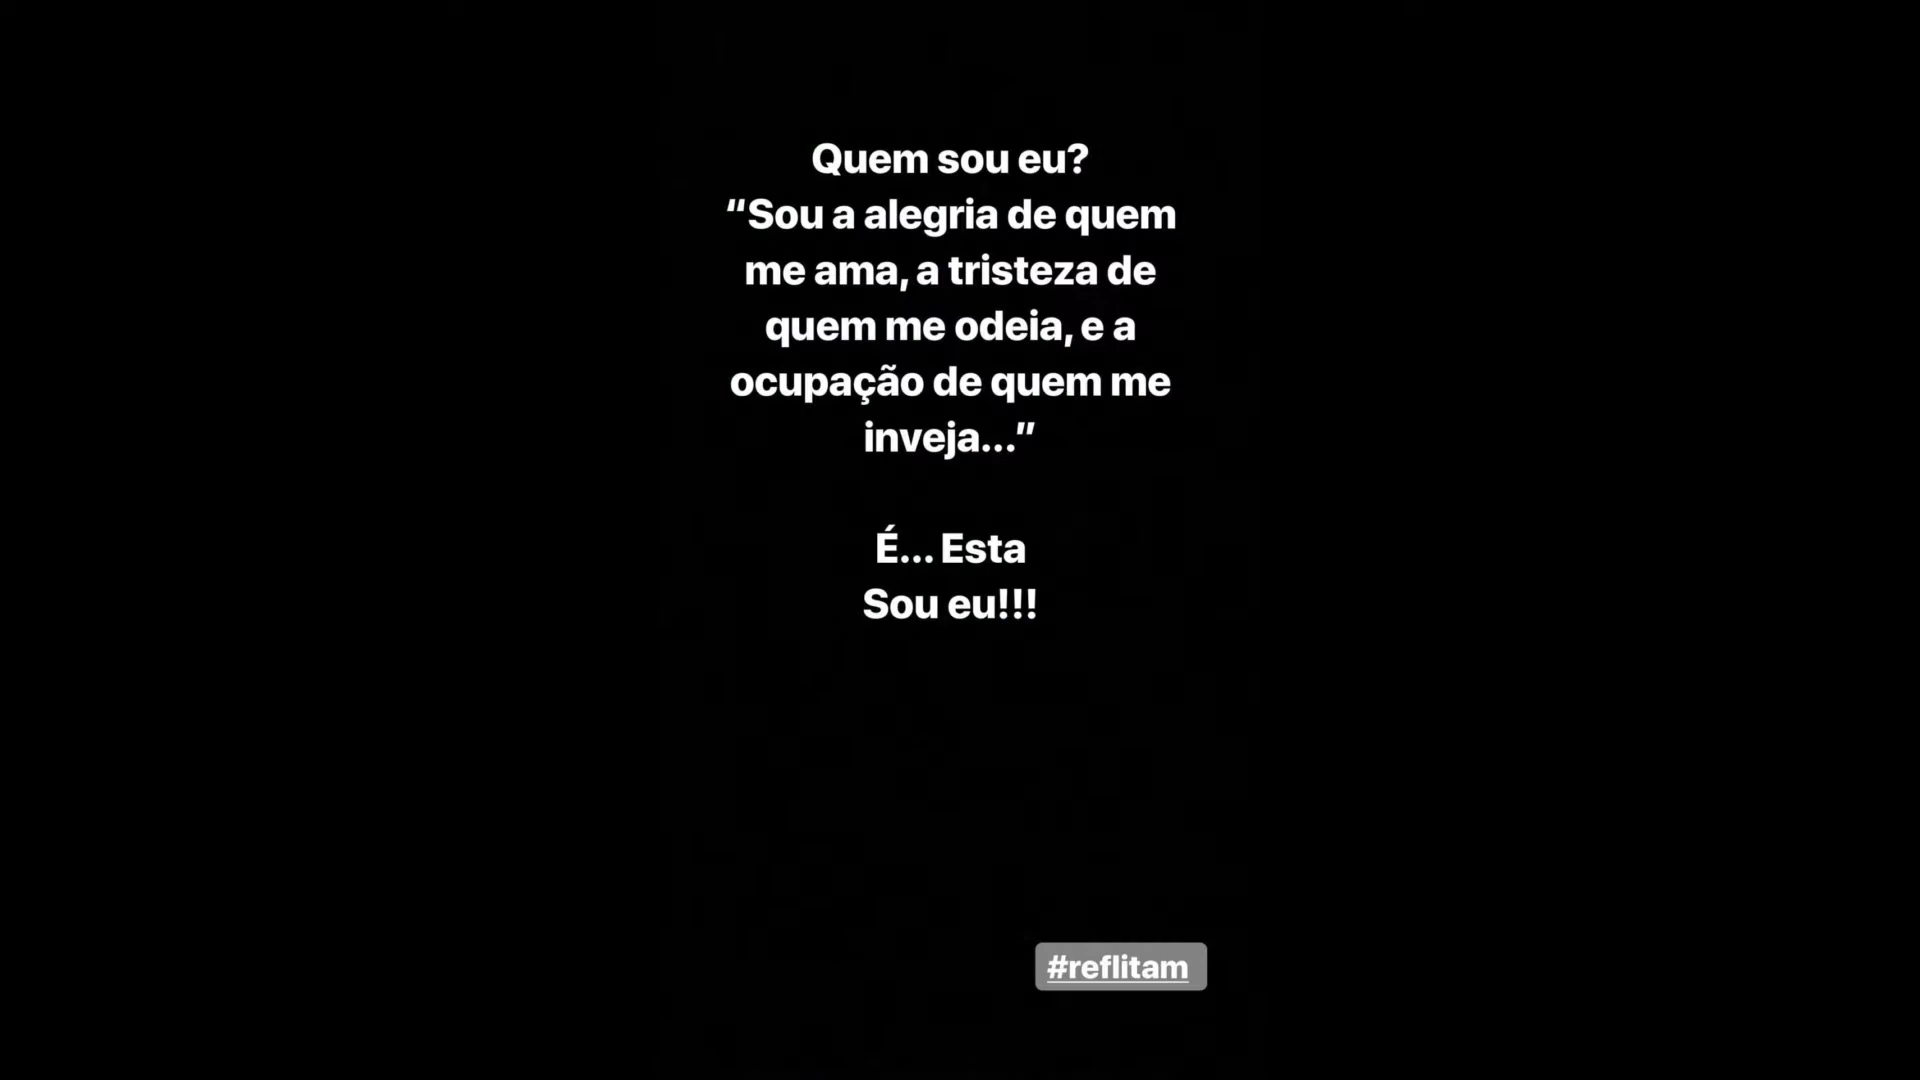 Quem sou eu?
“Sou a alegria de quem
me ama, a tristeza de
quem me odeia, e a
ocupação de quem me
inveja...”
É... Esta
Sou eu!!!
#reflitam